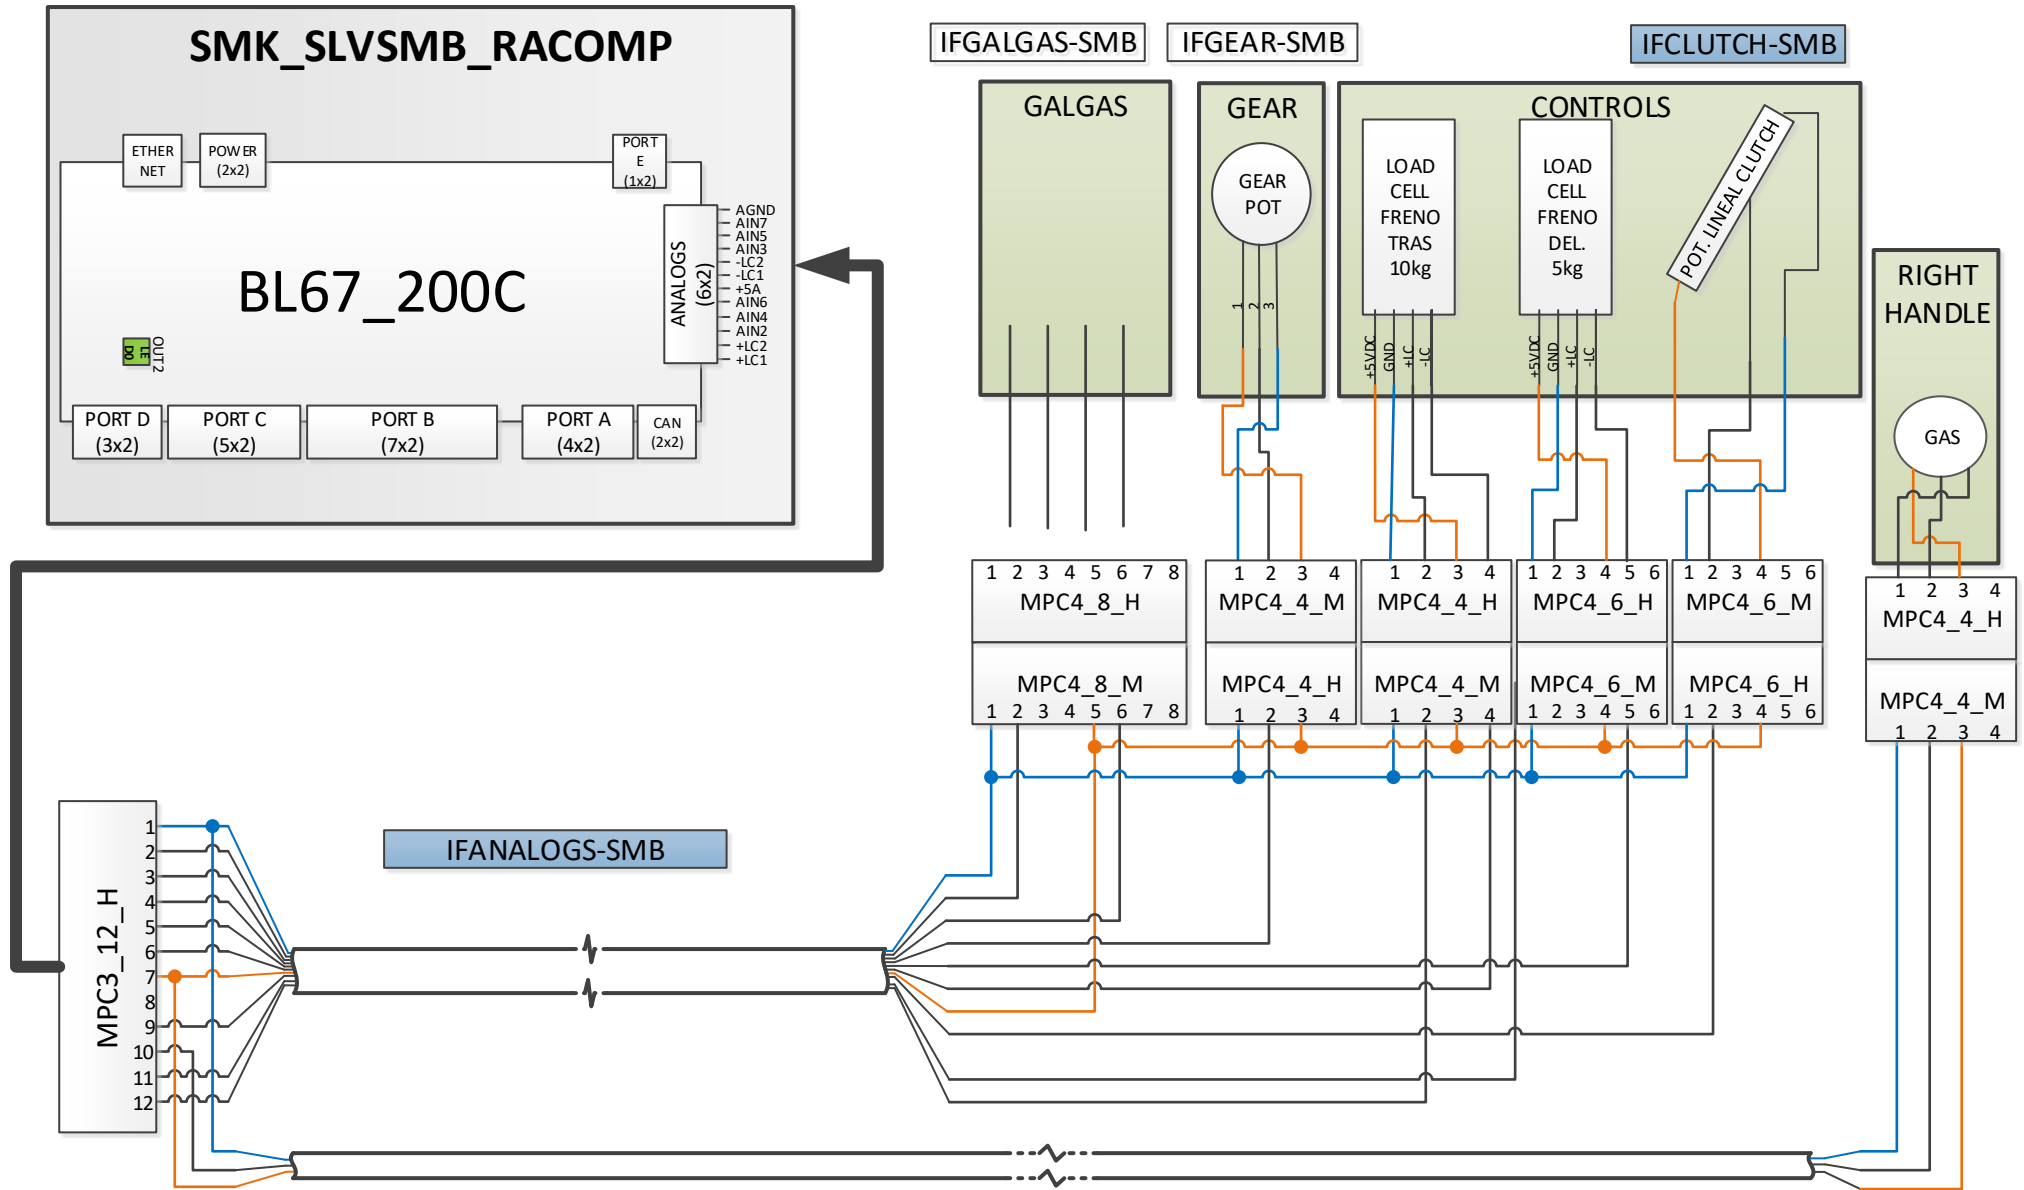 SMK_SLVSMB_RACOMP
ETHER
NET
POWER
(2x2)
PORT
E
(1x2)
ANALOGS
(6x2)
AGND
AIN7
AIN5
AIN3
-LC2
-LC1
+5A
AIN6
AIN4
AIN2
+LC2
+LC1
BL67_200C
LE
D0
OUT2
PORT D
(3x2)
PORT C
(5x2)
PORT B
(7x2)
PORT A
(4x2)
CAN
(2x2)
IFGALGAS-SMB
IFGEAR-SMB
IFCLUTCH-SMB
GALGAS
GEAR
GEAR
POT
1
2
3
CONTROLS
LOAD
CELL
FRENO
TRAS
10kg
+5VDC
GND
+LC
-LC
LOAD
CELL
FRENO
DEL.
5kg
+5VDC
GND
+LC
-LC
POT. LINEAL CLUTCH
RIGHT
HANDLE
GAS
1 2 3 4 5 6 7 8
MPC4_8_H
MPC4_8_M
1 2 3 4 5 6 7 8
1 2 3 4
MPC4_4_M
MPC4_4_H
1 2 3 4
1 2 3 4
MPC4_4_H
MPC4_4_M
1 2 3 4
1 2 3 4 5 6
MPC4_6_H
MPC4_6_M
1 2 3 4 5 6
1 2 3 4 5 6
MPC4_6_M
MPC4_6_H
1 2 3 4 5 6
1 2 3 4
MPC4_4_H
MPC4_4_M
1 2 3 4
MPC3_12_H
1
2
3
4
5
6
7
8
9
10
11
12
IFANALOGS-SMB